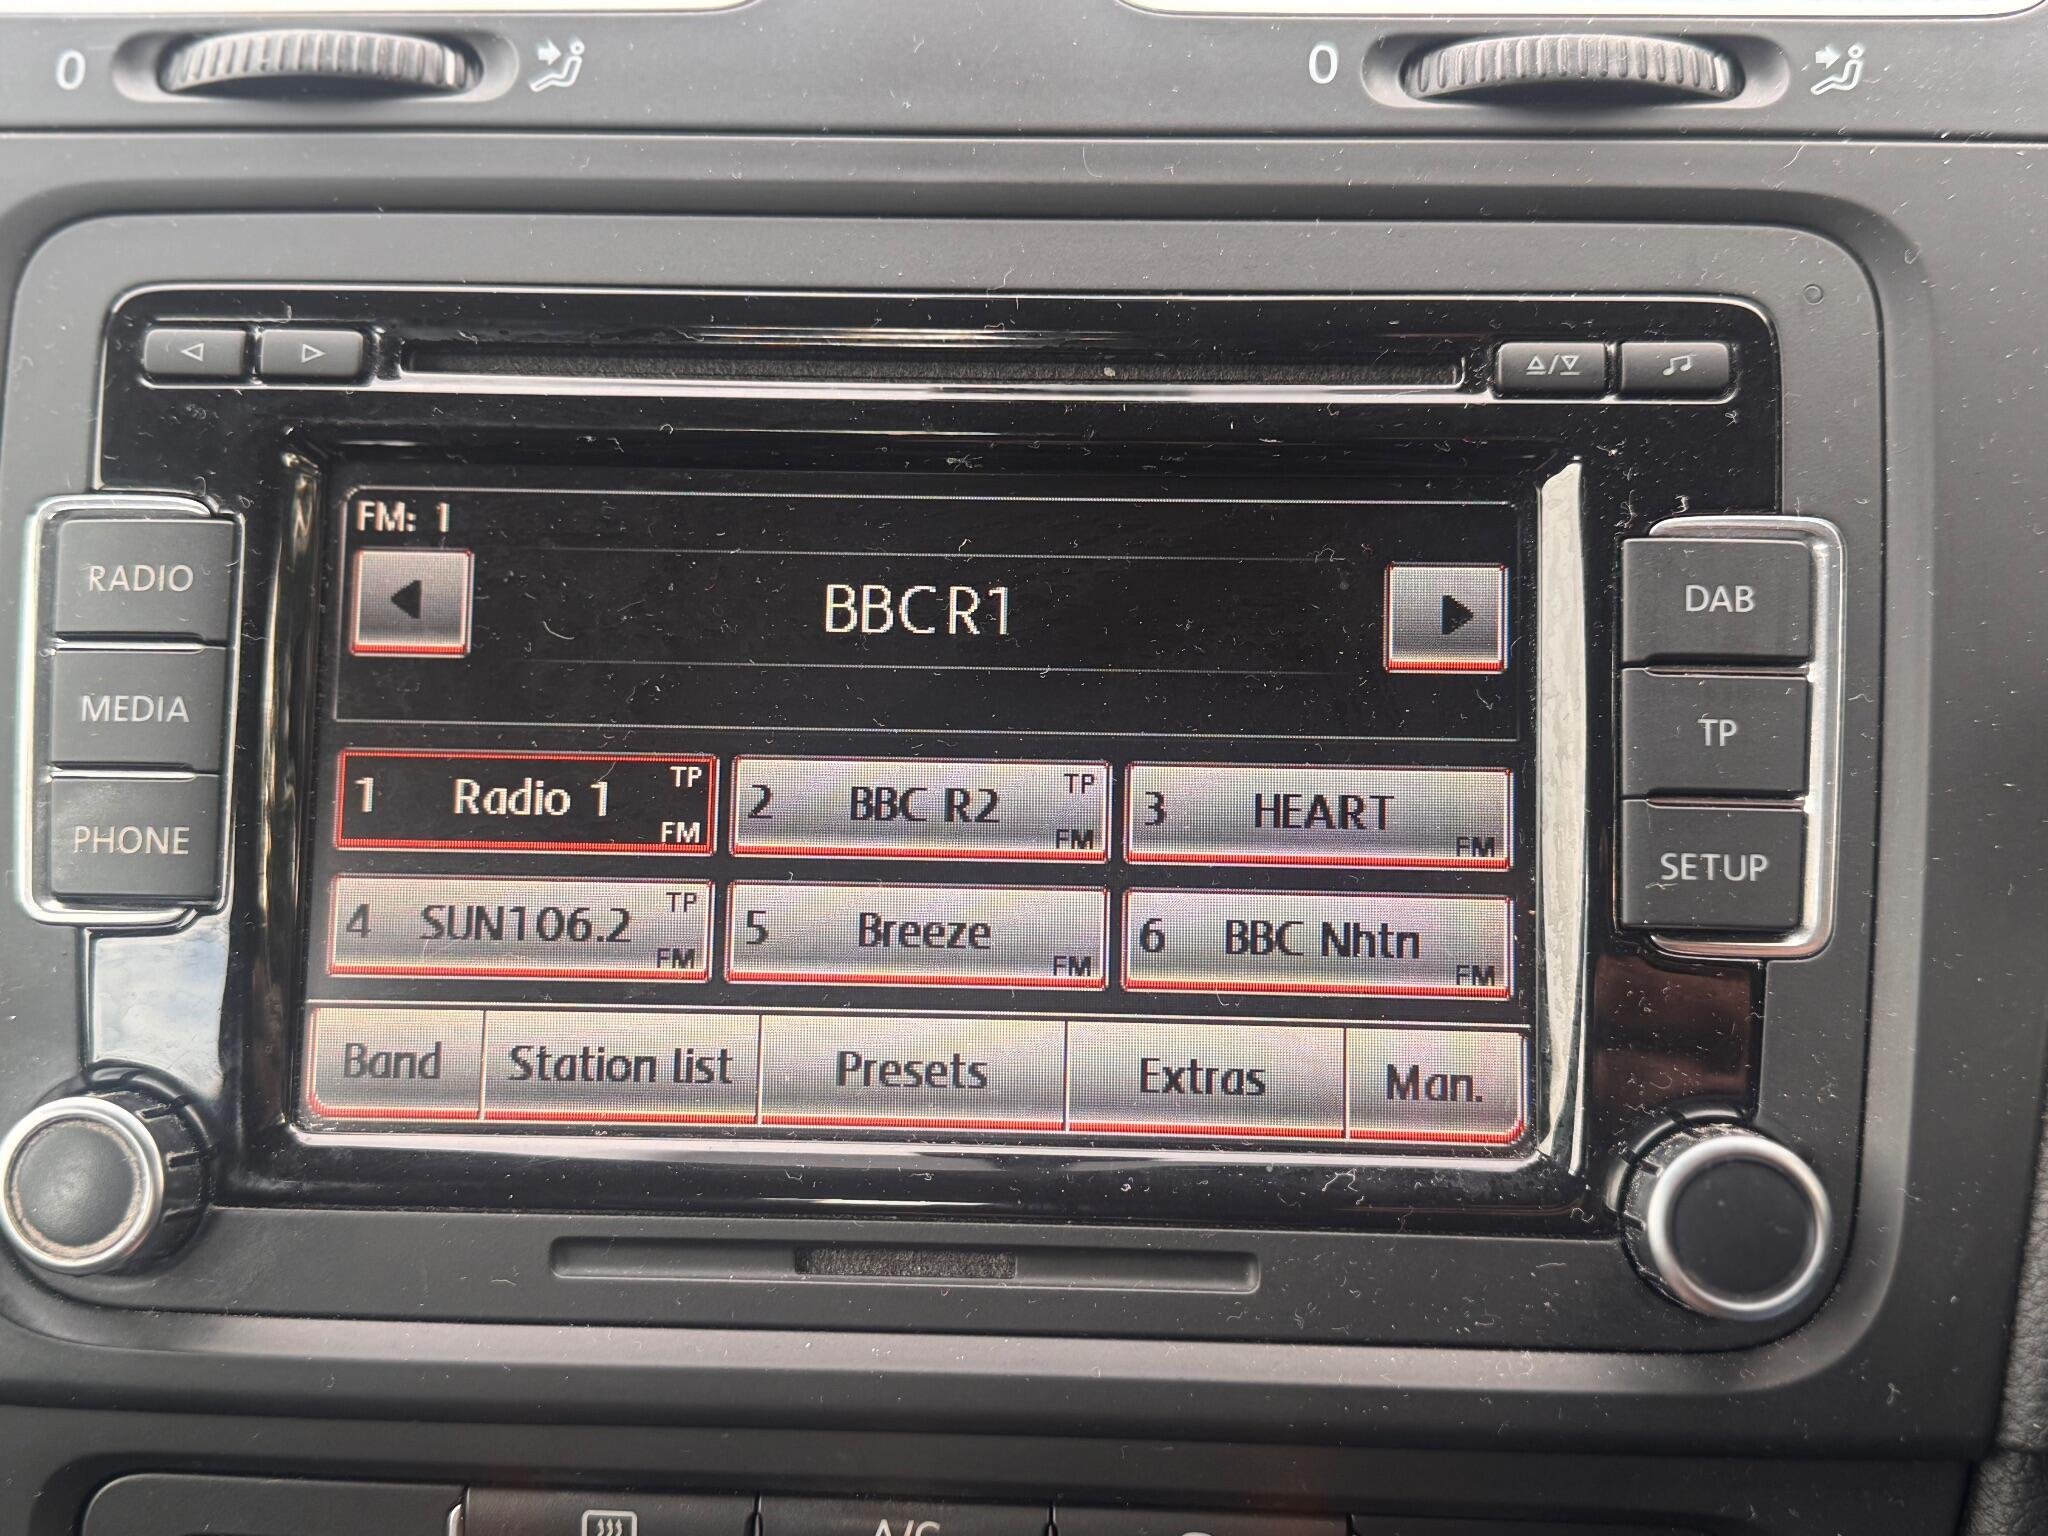 0 0
FM: 1
BBC R1
RADIO
MEDIA
PHONE
DAB
TP
SETUP
1 Radio 1 TP FM
2 BBC R2 TP FM
3 HEART FM
4 SUN106.2 TP FM
5 Breeze FM
6 BBC Nhtn FM
Band Station list Presets Extras Man.
A/C